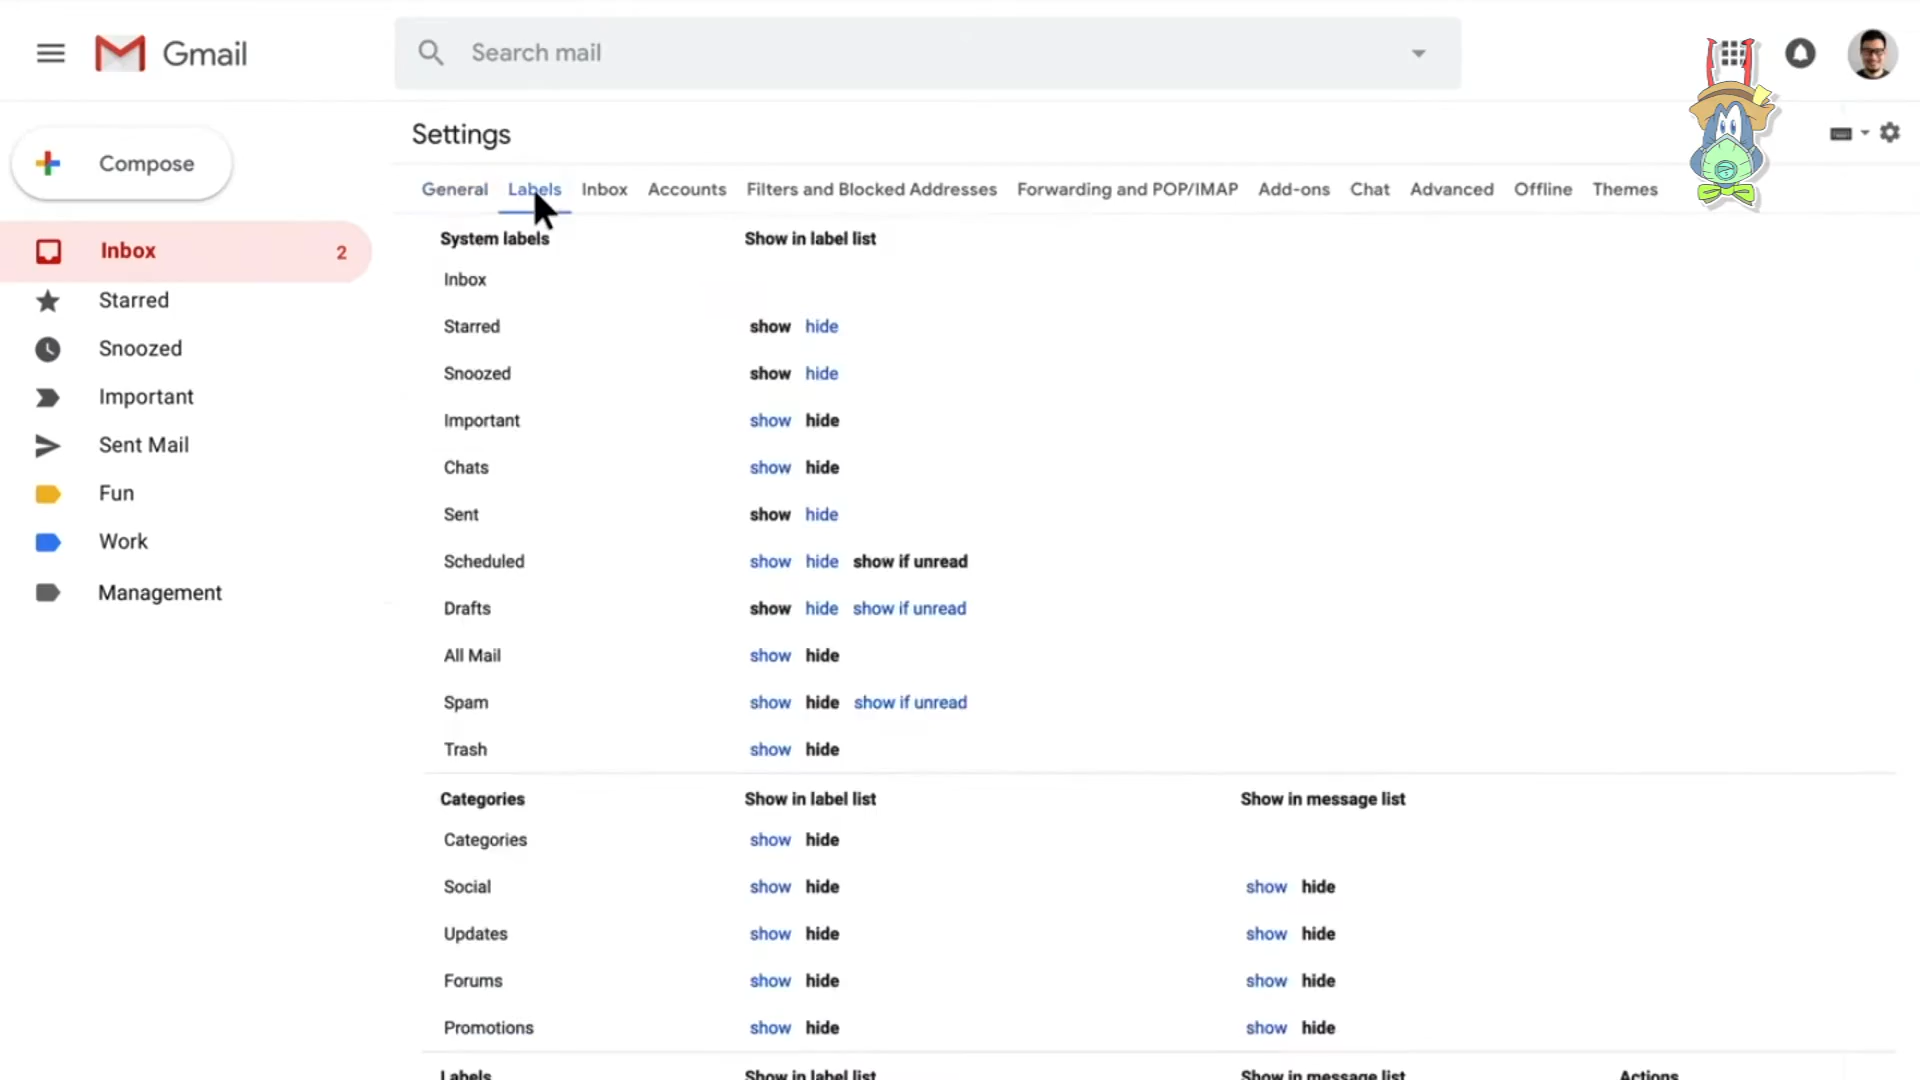 Gmail
Search mail
Settings
Compose
General Labels Inbox Accounts Filters and Blocked Addresses Forwarding and POP/IMAP Add-ons Chat Advanced Offline Themes
Inbox 2
Starred
Snoozed
Important
Sent Mail
Fun
Work
Management
System labels Show in label list
Inbox
Starred show hide
Snoozed show hide
Important show hide
Chats show hide
Sent show hide
Scheduled show hide show if unread
Drafts show hide show if unread
All Mail show hide
Spam show hide show if unread
Trash show hide
Categories Show in label list Show in message list
Categories show hide
Social show hide show hide
Updates show hide show hide
Forums show hide show hide
Promotions show hide show hide
Labels Show in label list Show in message list Actions